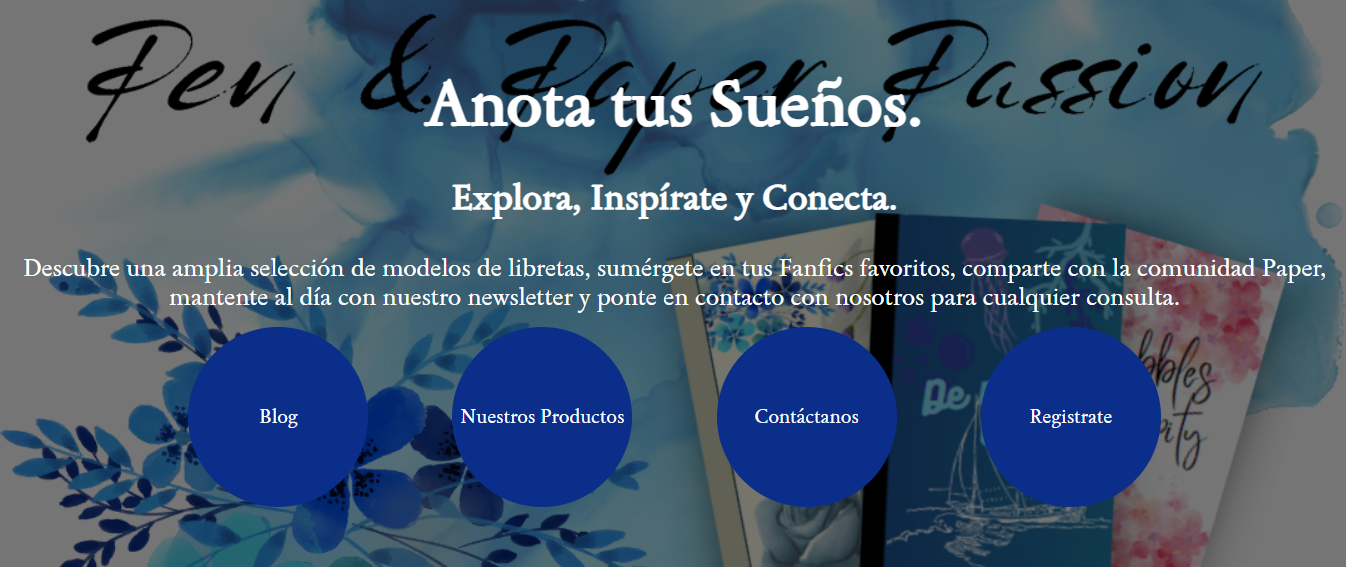 Pen & Paper Passion
Anota tus Sueños.
Explora, Inspírate y Conecta.
Descubre una amplia selección de modelos de libretas, sumérgete en tus Fanfics favoritos, comparte con la comunidad Paper,
mantente al día con nuestro newsletter y ponte en contacto con nosotros para cualquier consulta.
Blog
Nuestros Productos
Contáctanos
Registrate
De